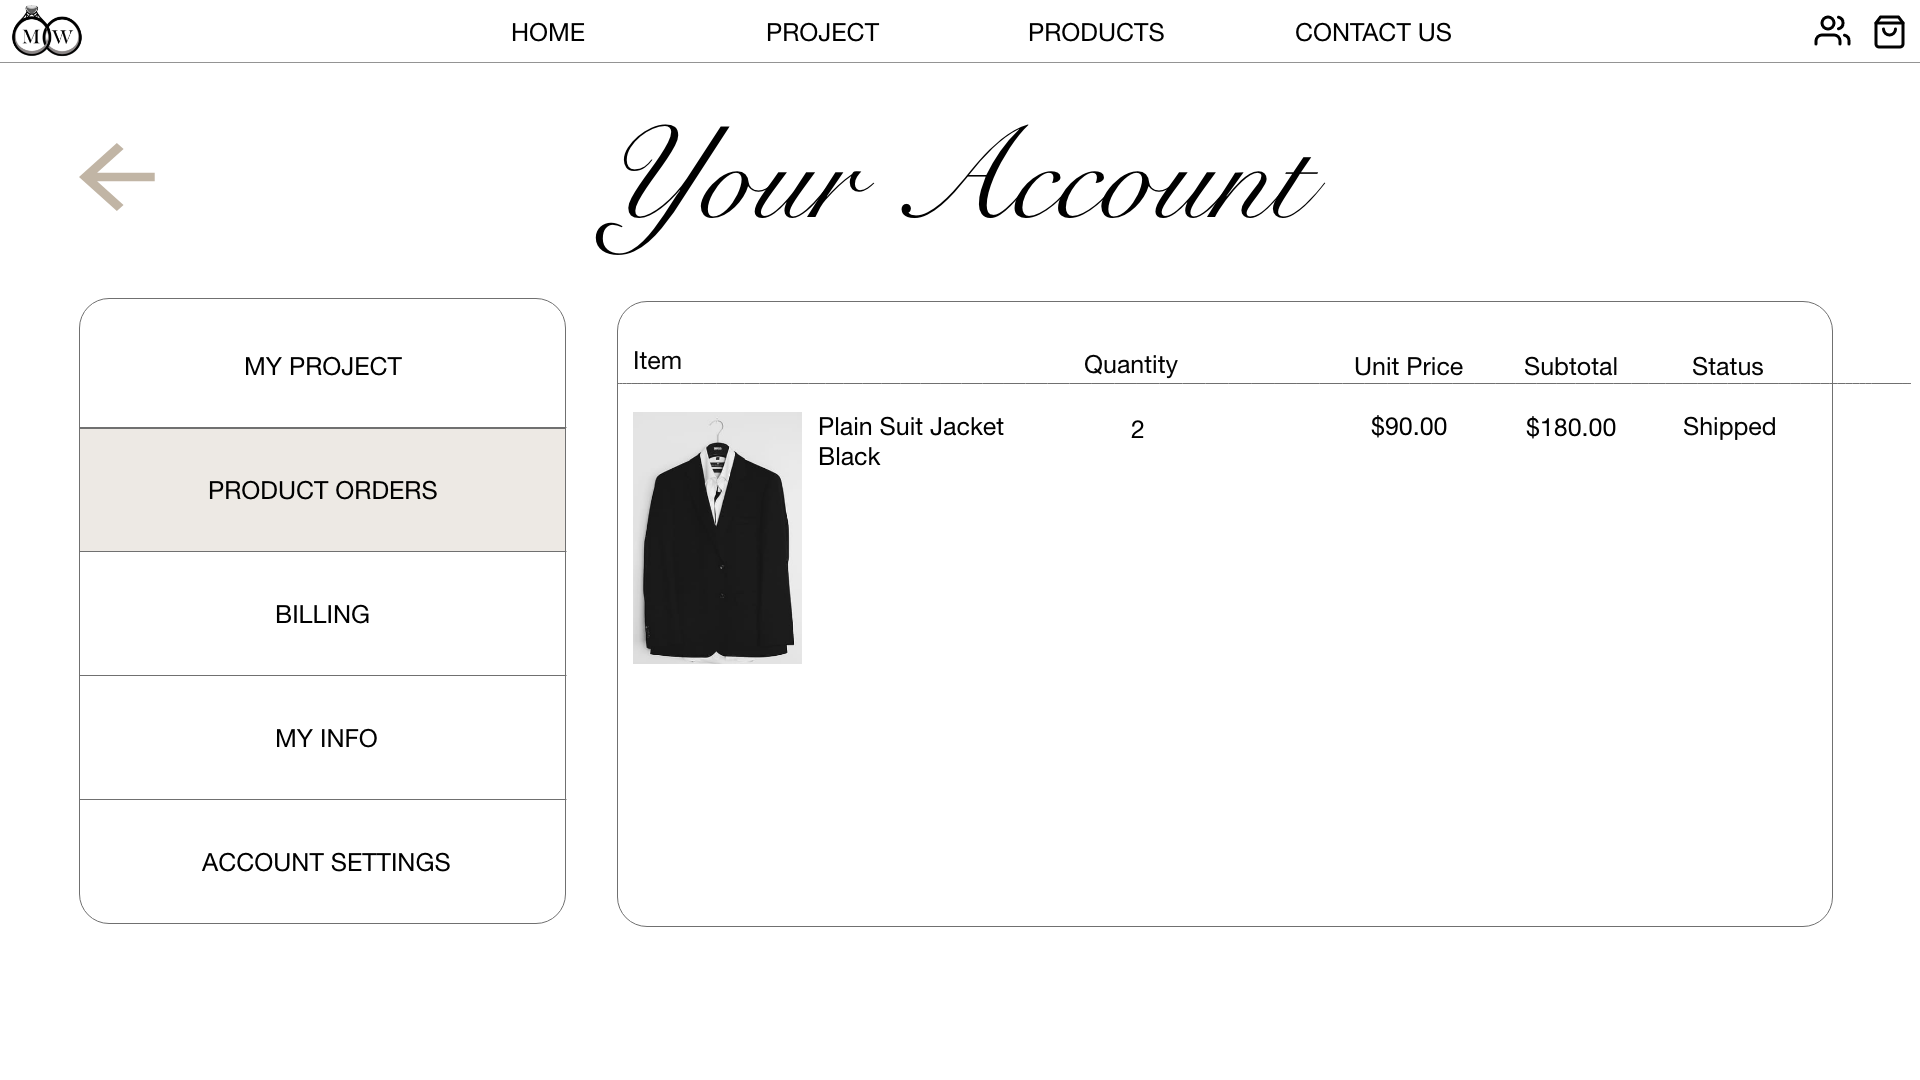 MW
HOME PROJECT PRODUCTS CONTACT US
Your Account
MY PROJECT
PRODUCT ORDERS
BILLING
MY INFO
ACCOUNT SETTINGS
Item Quantity Unit Price Subtotal Status
Plain Suit Jacket 2 $90.00 $180.00 Shipped
Black